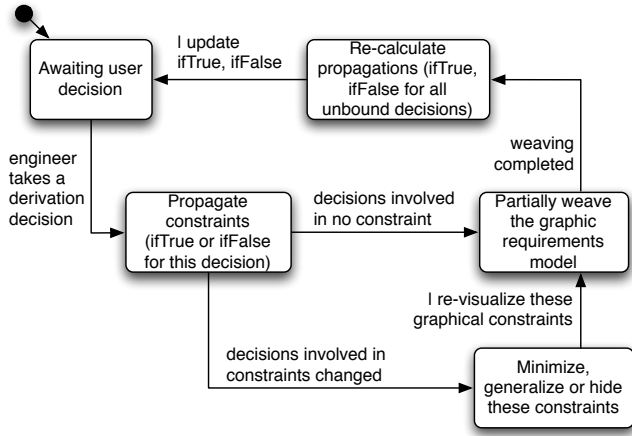 Awaiting user
decision
I update
ifTrue, ifFalse
Re-calculate
propagations (ifTrue,
ifFalse for all
unbound decisions)
engineer
takes a
derivation
decision
weaving
completed
Propagate
constraints
(ifTrue or ifFalse
for this decision)
decisions involved
in no constraint
Partially weave
the graphic
requirements
model
I re-visualize these
graphical constraints
decisions involved in
constraints changed
Minimize,
generalize or hide
these constraints